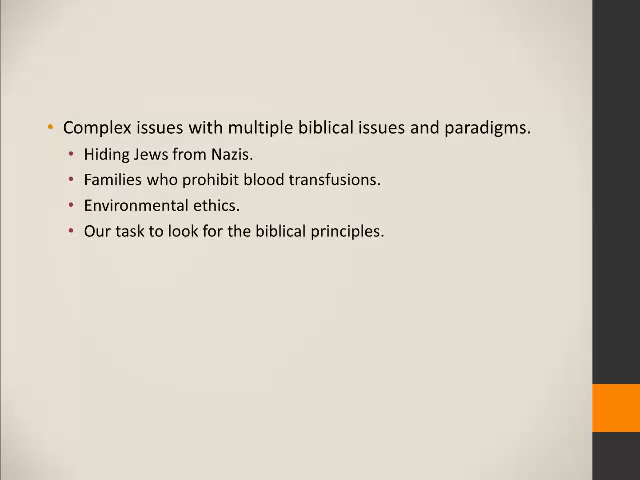 • Complex issues with multiple biblical issues and paradigms.
• Hiding Jews from Nazis.
• Families who prohibit blood transfusions.
• Environmental ethics.
• Our task to look for the biblical principles.